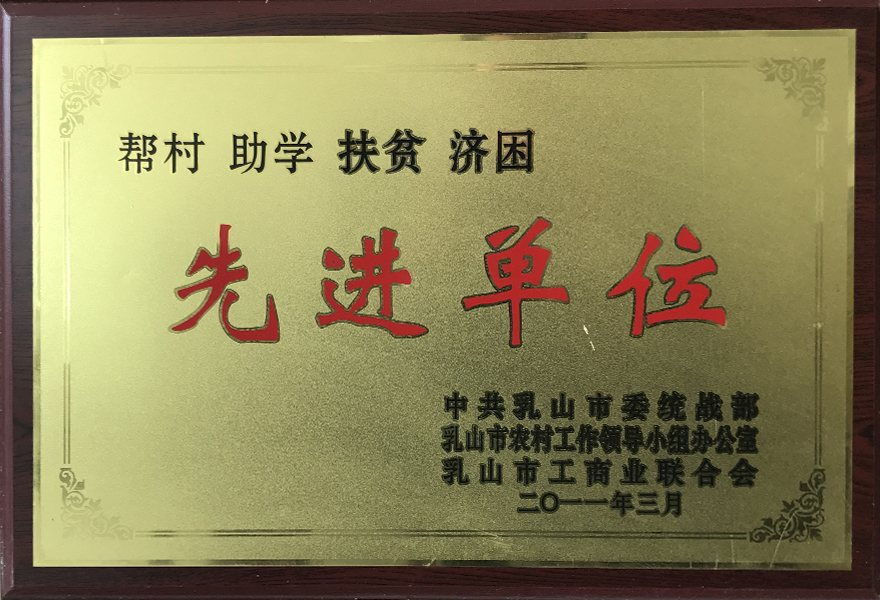 帮村 助学 扶贫 济困
先进单位
中共乳山市委统战部
乳山市农村工作领导小组办公室
乳山市工商业联合会
二〇一一年三月